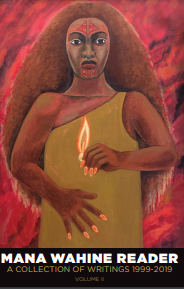 MANA WAHINE READER
A COLLECTION OF WRITINGS 1999-2019
VOLUME II